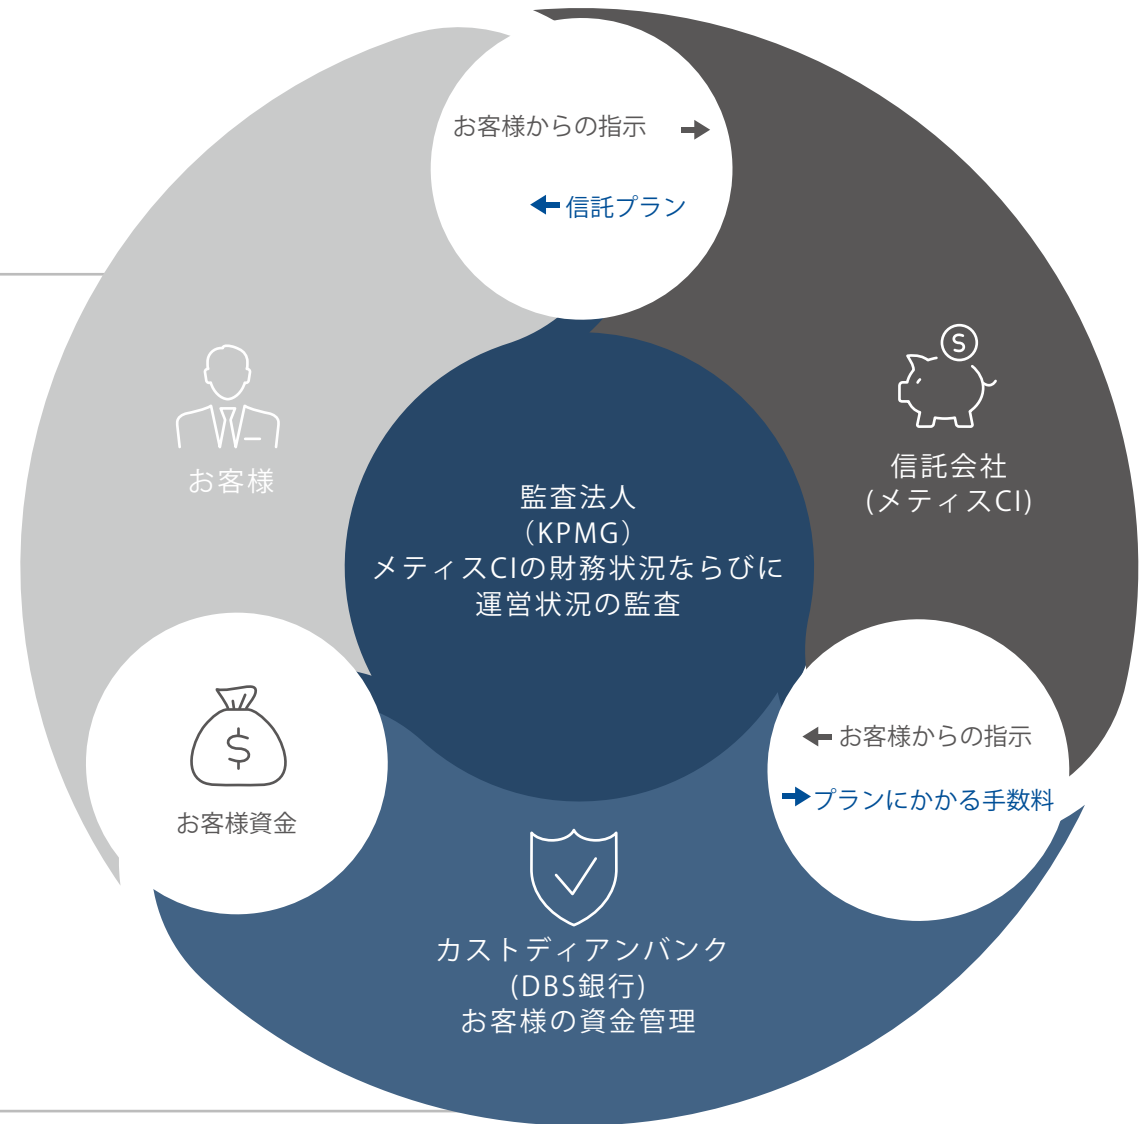 お客様からの指示
信託プラン
お客様
信託会社
(メティスCI)
監査法人
（KPMG）
メティスCIの財務状況ならびに
運営状況の監査
お客様資金
$
S
お客様からの指示
プランにかかる手数料
カストディアンバンク
(DBS銀行)
お客様の資金管理